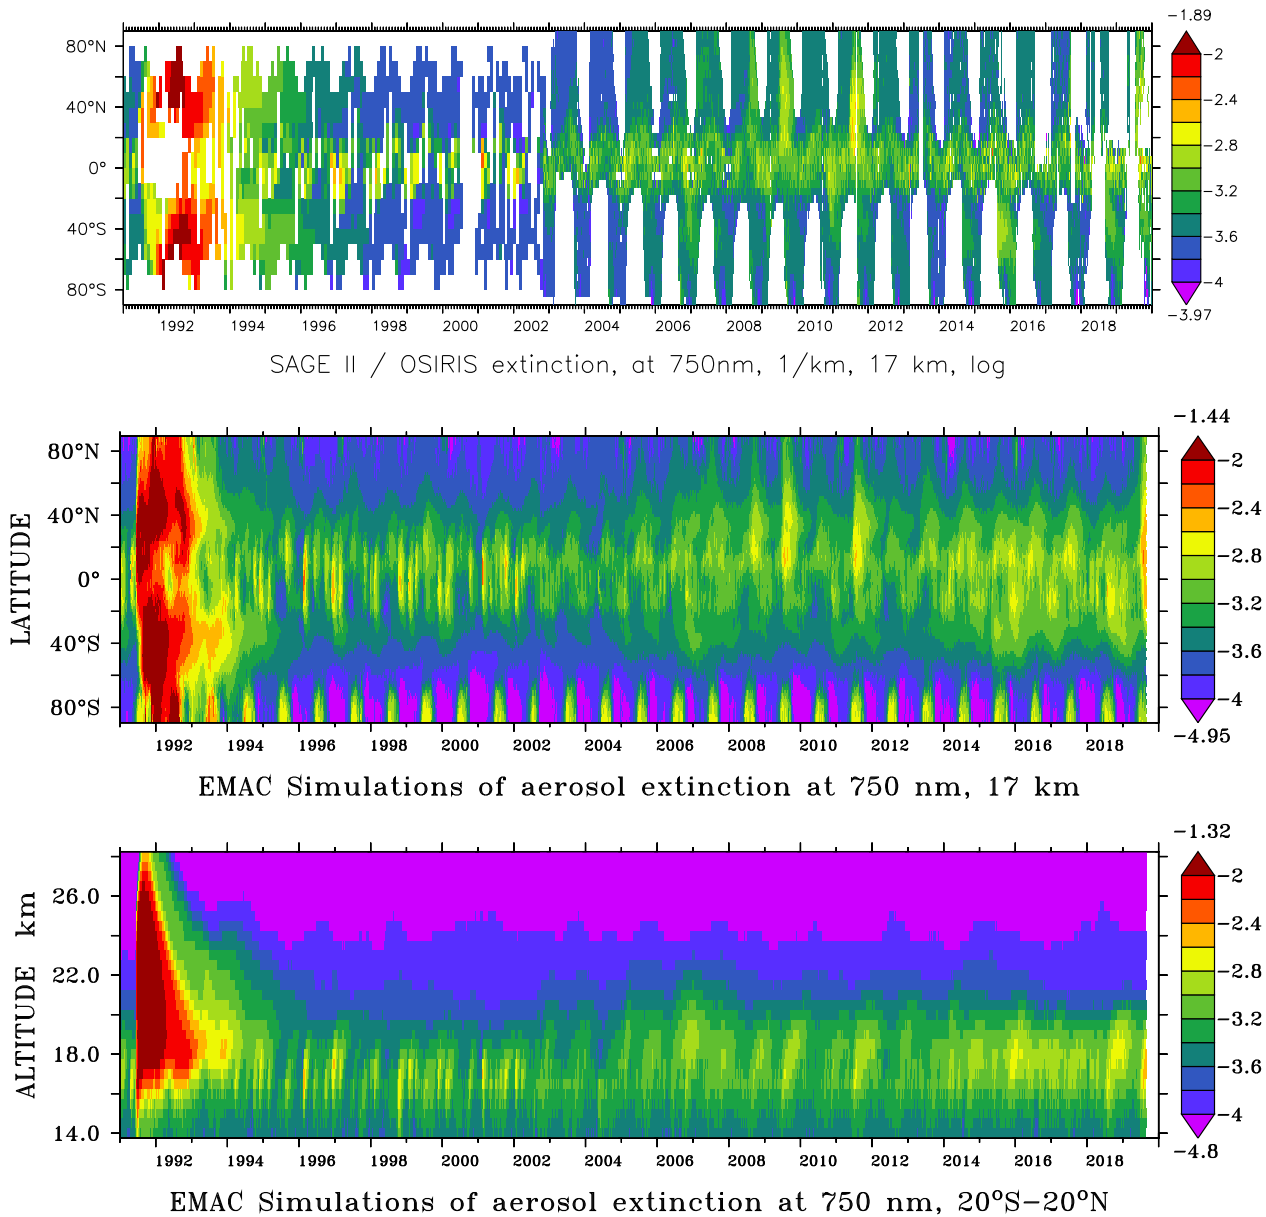 −1.89
80°N
40°N
0°
40°S
80°S
−2
−2.4
−2.8
−3.2
−3.6
−4
−3.97
1992 1994 1996 1998 2000 2002 2004 2006 2008 2010 2012 2014 2016 2018
SAGE II / OSIRIS extinction, at 750nm, 1/km, 17 km, log
−1.44
LATITUDE
80°N
40°N
0°
40°S
80°S
−2
−2.4
−2.8
−3.2
−3.6
−4
−4.95
1992 1994 1996 1998 2000 2002 2004 2006 2008 2010 2012 2014 2016 2018
EMAC Simulations of aerosol extinction at 750 nm, 17 km
−1.32
ALTITUDE km
26.0
22.0
18.0
14.0
−2
−2.4
−2.8
−3.2
−3.6
−4
−4.8
1992 1994 1996 1998 2000 2002 2004 2006 2008 2010 2012 2014 2016 2018
EMAC Simulations of aerosol extinction at 750 nm, 20°S−20°N